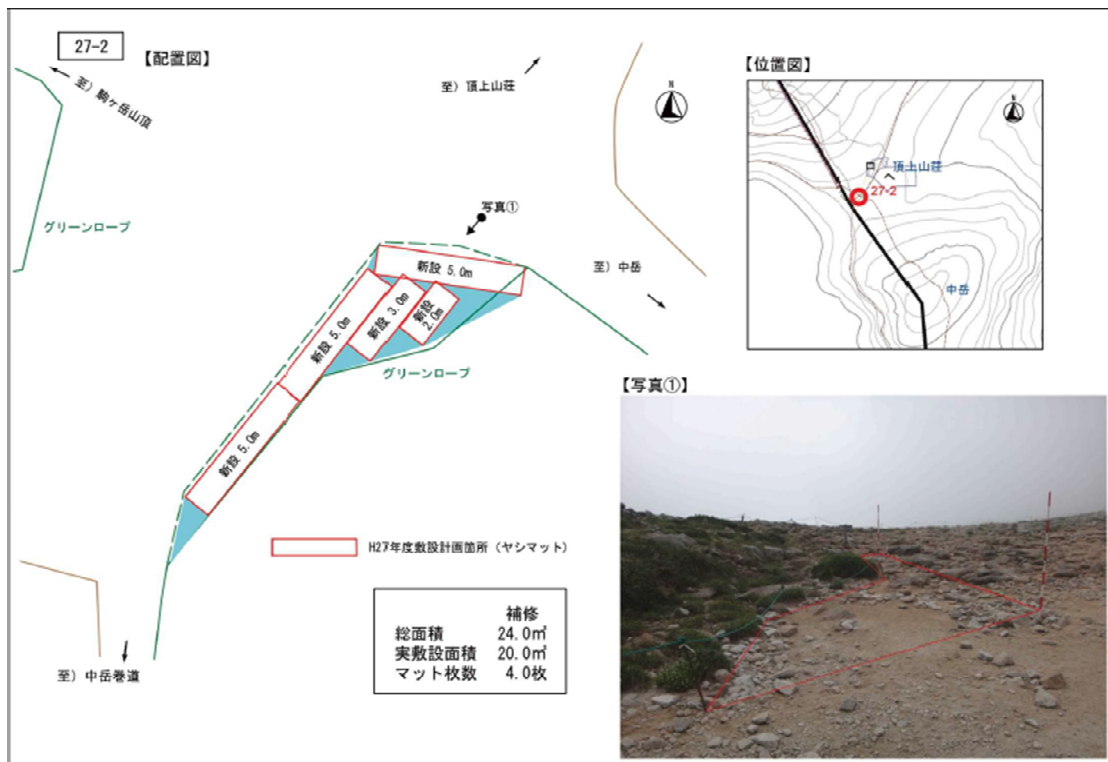 27-2
【配置図】
至）駒ヶ岳山頂
至）頂上山荘
N
グリーンロープ
写真①
至）中岳
新設 5.0m
新設 5.0m
新設 3.0m
新設
2.0m
グリーンロープ
新設 5.0m
H27年度敷設計画箇所（ヤシマット）
補修
総面積 24.0㎡
実敷設面積 20.0㎡
マット枚数 4.0枚
至）中岳巻道
【位置図】
N
頂上山荘
27-2
中岳
【写真①】